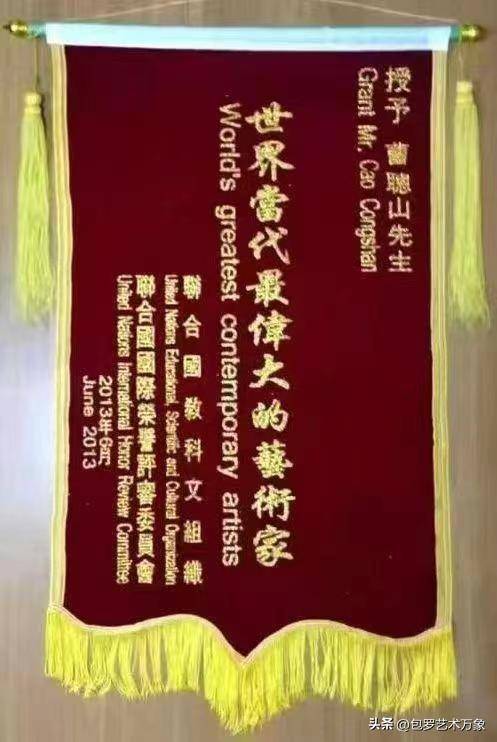 授予 曹聰山先生
Grant Mr. Cao Congshan
世界當代最偉大的藝術家
World's greatest contemporary artists
聯合國教科文組織
United Nations Educational, Scientific and Cultural Organization
聯合國國際榮譽評審委員會
United Nations International Honor Review Committee
2013年6月
June 2013
头条 @包罗艺术万象